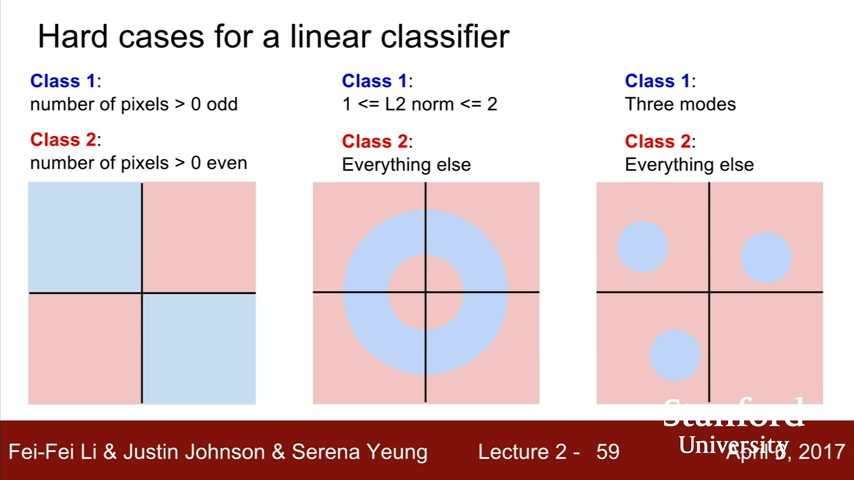 Hard cases for a linear classifier
Class 1:
number of pixels > 0 odd
Class 2:
number of pixels > 0 even
Class 1:
1 <= L2 norm <= 2
Class 2:
Everything else
Class 1:
Three modes
Class 2:
Everything else
Stanford
University
Fei-Fei Li & Justin Johnson & Serena Yeung
Lecture 2 - 59
April 6, 2017